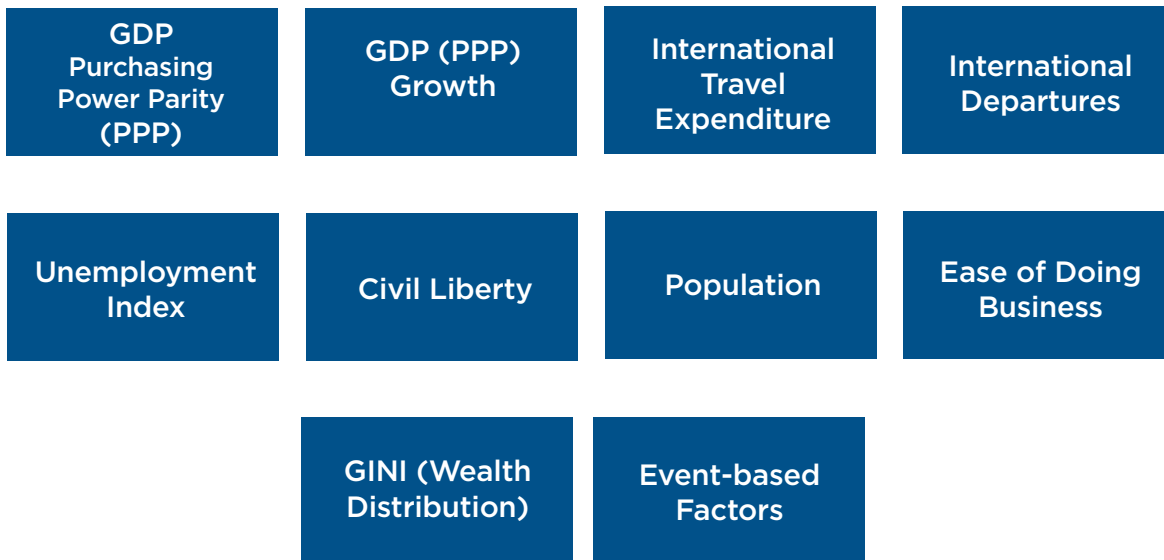 GDP
Purchasing
Power Parity
(PPP)
GDP (PPP)
Growth
International
Travel
Expenditure
International
Departures
Unemployment
Index
Civil Liberty
Population
Ease of Doing
Business
GINI (Wealth
Distribution)
Event-based
Factors